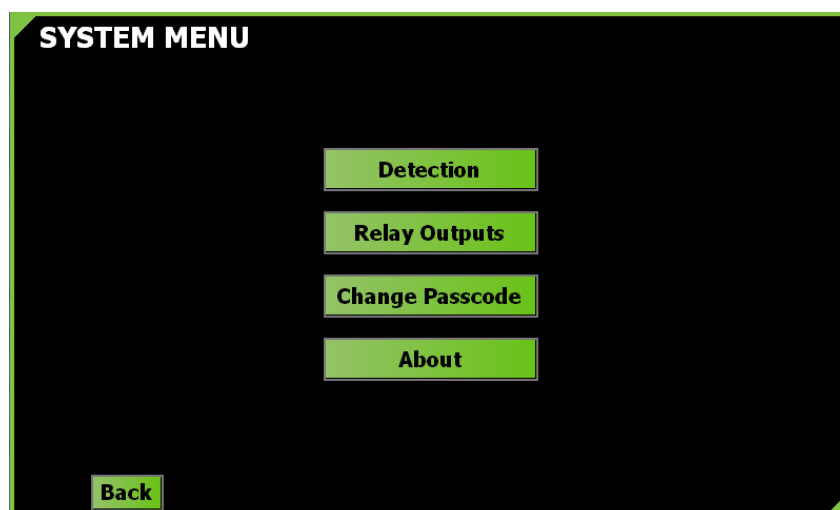 SYSTEM MENU
Detection
Relay Outputs
Change Passcode
About
Back